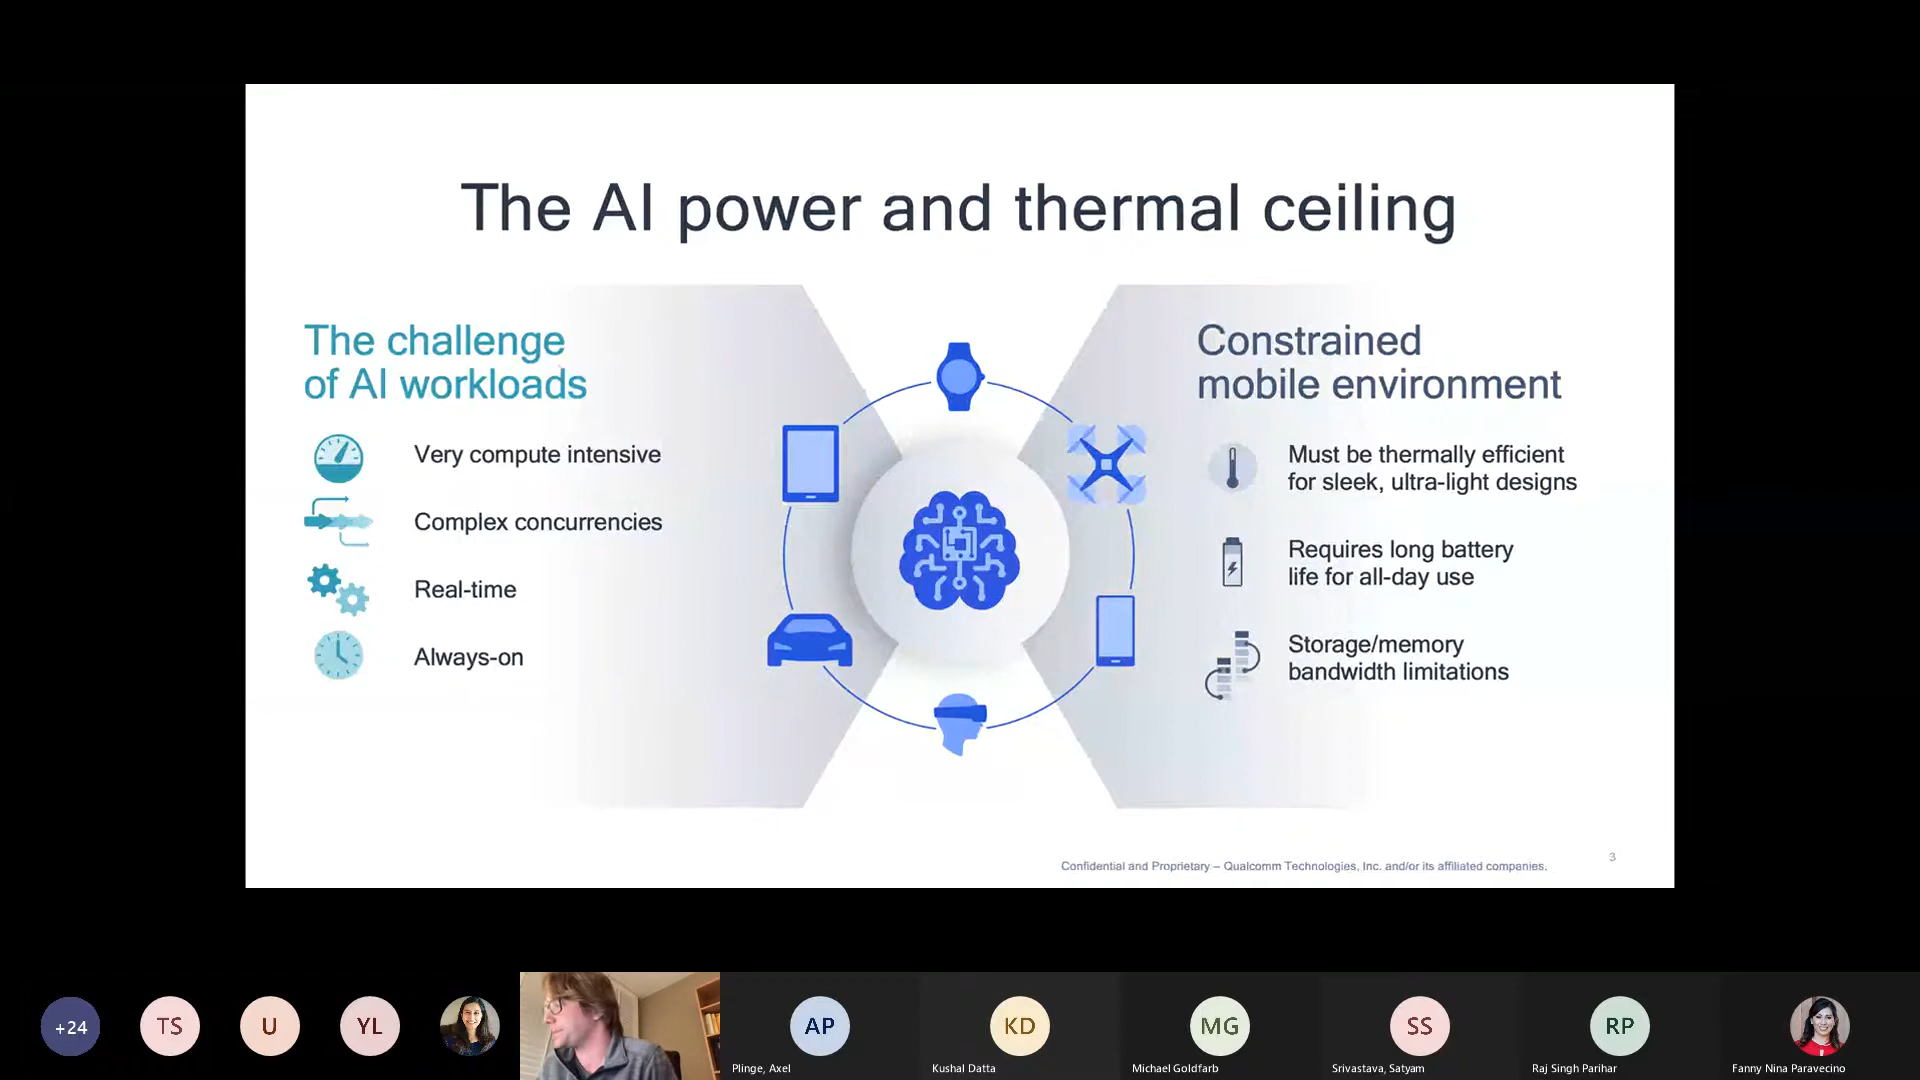 The AI power and thermal ceiling
The challenge
of AI workloads
Very compute intensive
Complex concurrencies
Real-time
Always-on
Constrained
mobile environment
Must be thermally efficient
for sleek, ultra-light designs
Requires long battery
life for all-day use
Storage/memory
bandwidth limitations
3
Confidential and Proprietary – Qualcomm Technologies, Inc. and/or its affiliated companies.
+24
TS
U
YL
AP
KD
MG
SS
RP
Plinge, Axel
Kushal Datta
Michael Goldfarb
Srivastava, Satyam
Raj Singh Parihar
Fanny Nina Paravecino